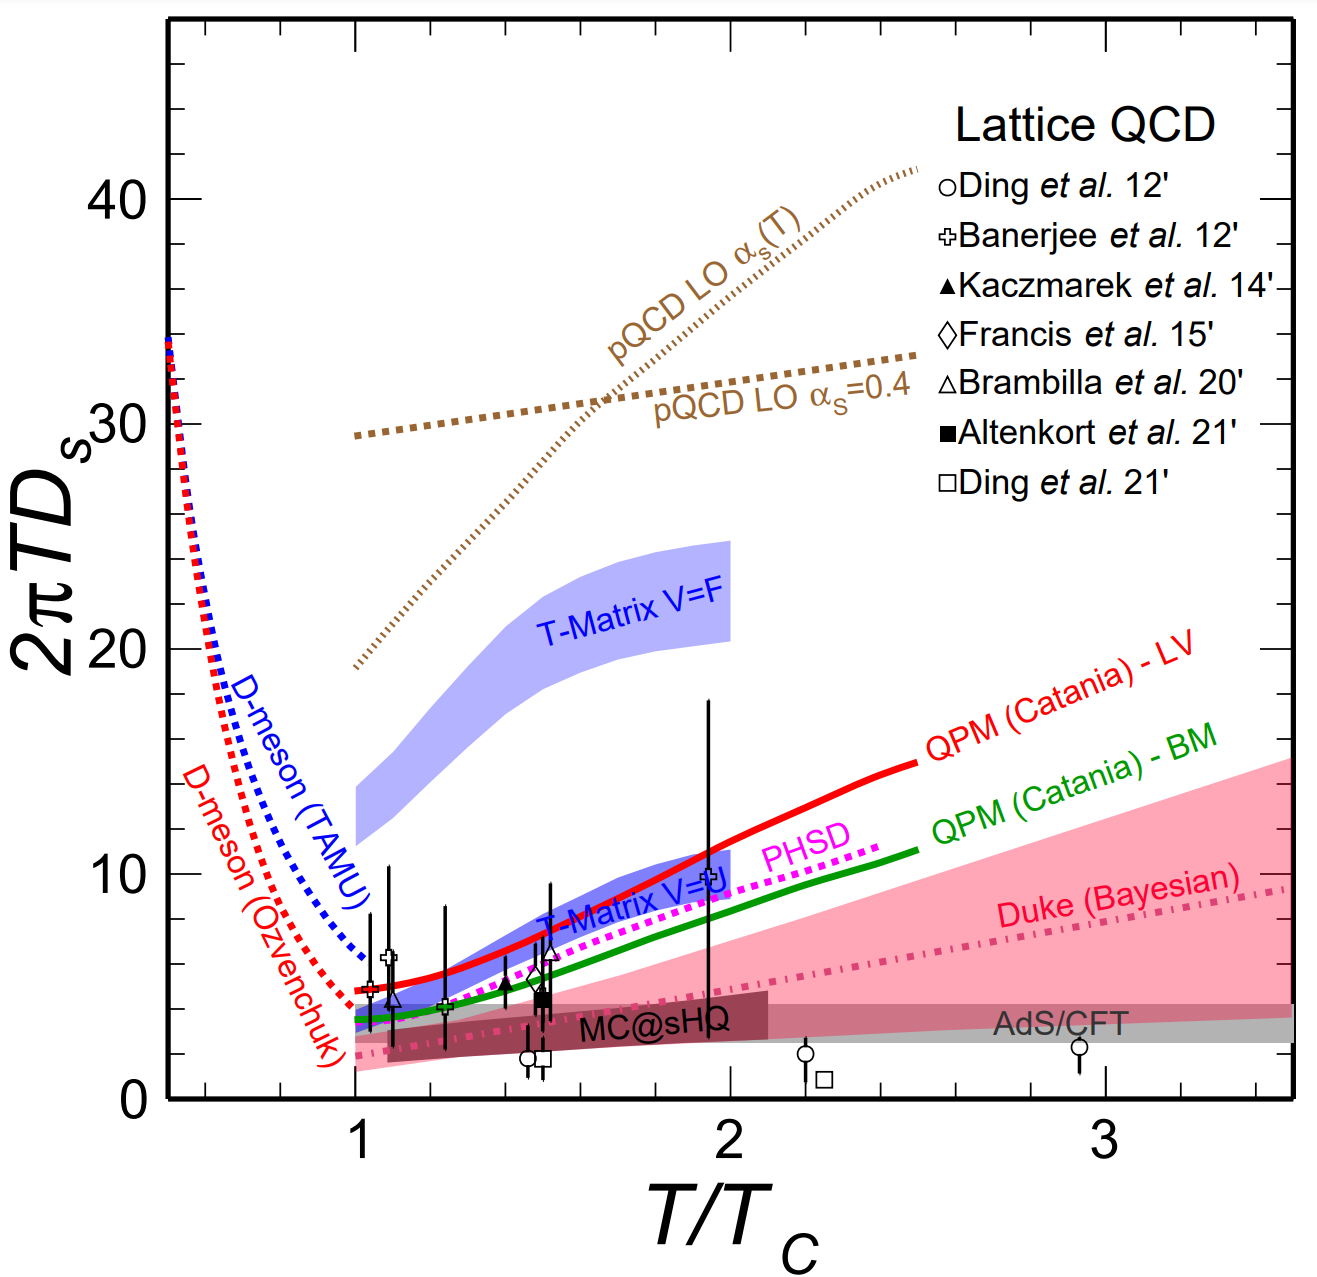 Lattice QCD
Ding et al. 12'
Banerjee et al. 12'
Kaczmarek et al. 14'
Francis et al. 15'
Brambilla et al. 20'
Altenkort et al. 21'
Ding et al. 21'
40
30
20
10
0
2πTDs
pQCD LO αs(T)
pQCD LO αS=0.4
T-Matrix V=F
D-meson (TAMU)
D-meson (Ozvenchuk)
QPM (Catania) - LV
QPM (Catania) - BM
PHSD
T-Matrix V=U
Duke (Bayesian)
MC@sHQ
AdS/CFT
1
2
3
T/TC